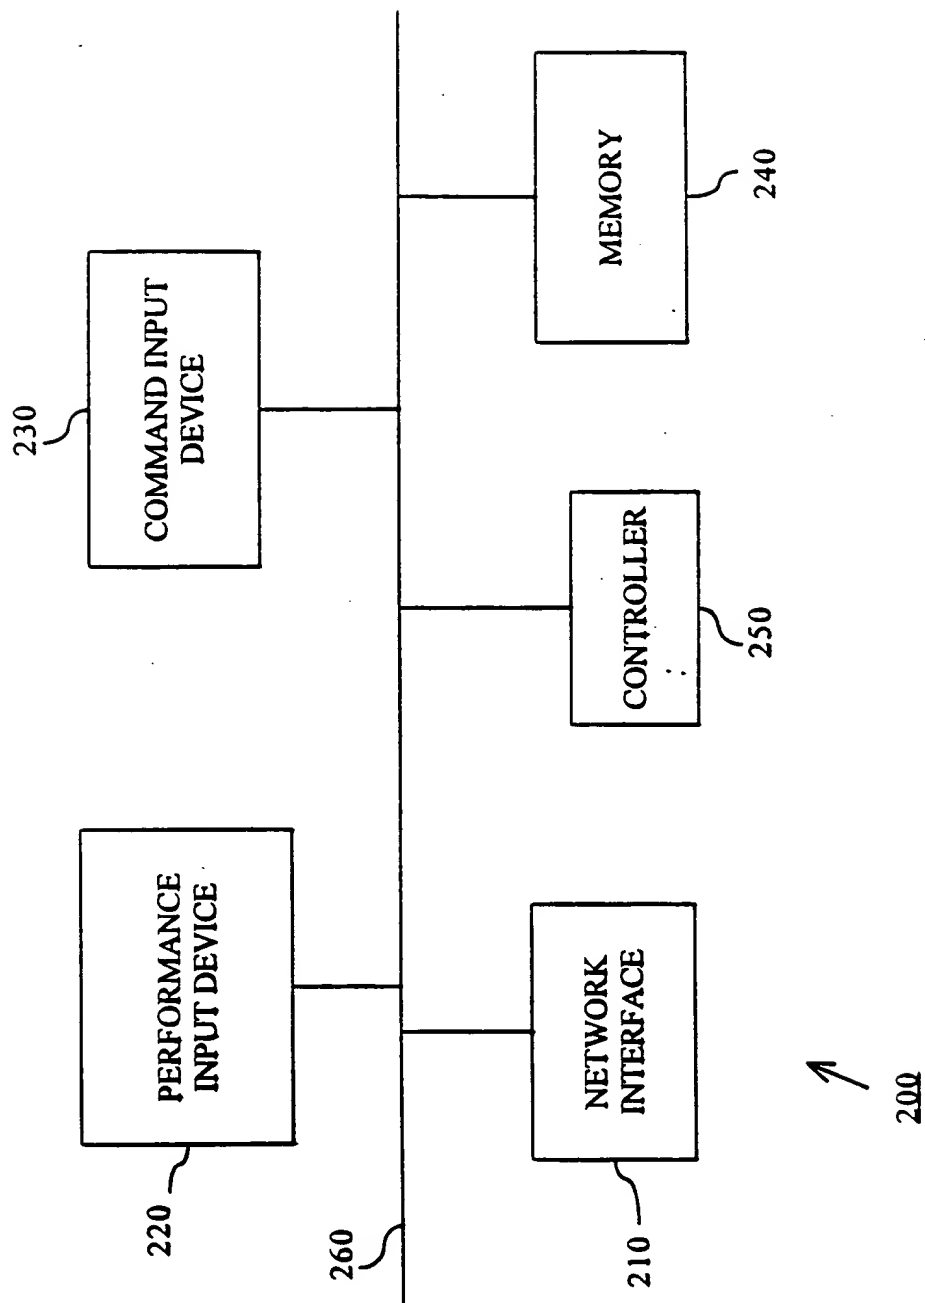 220
PERFORMANCE
INPUT DEVICE
230
COMMAND INPUT
DEVICE
260
210
NETWORK
INTERFACE
CONTROLLER
250
MEMORY
240
200